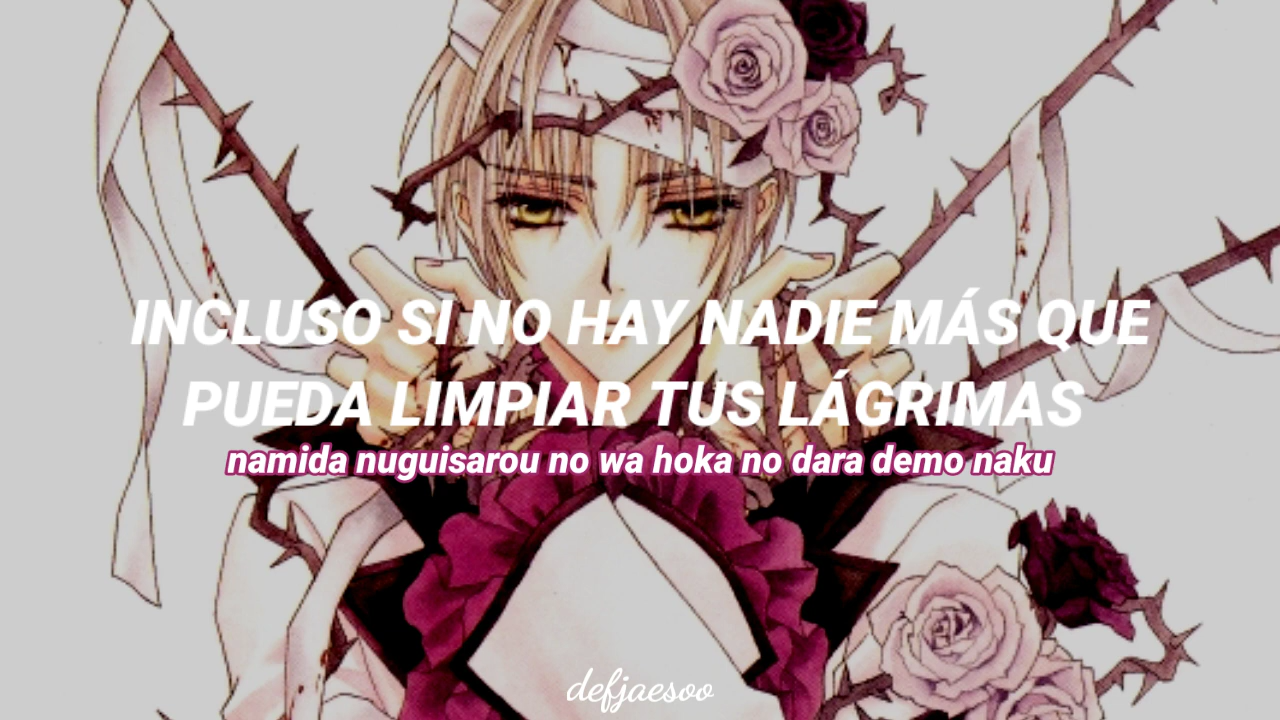 INCLUSO SI NO HAY NADIE MÁS QUE
PUEDA LIMPIAR TUS LÁGRIMAS
namida nuguisarou no wa hoka no dara demo naku
defjaesoo